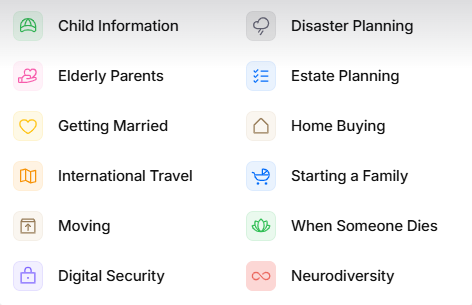 Child Information
Disaster Planning
Elderly Parents
Estate Planning
Getting Married
Home Buying
International Travel
Starting a Family
Moving
When Someone Dies
Digital Security
Neurodiversity